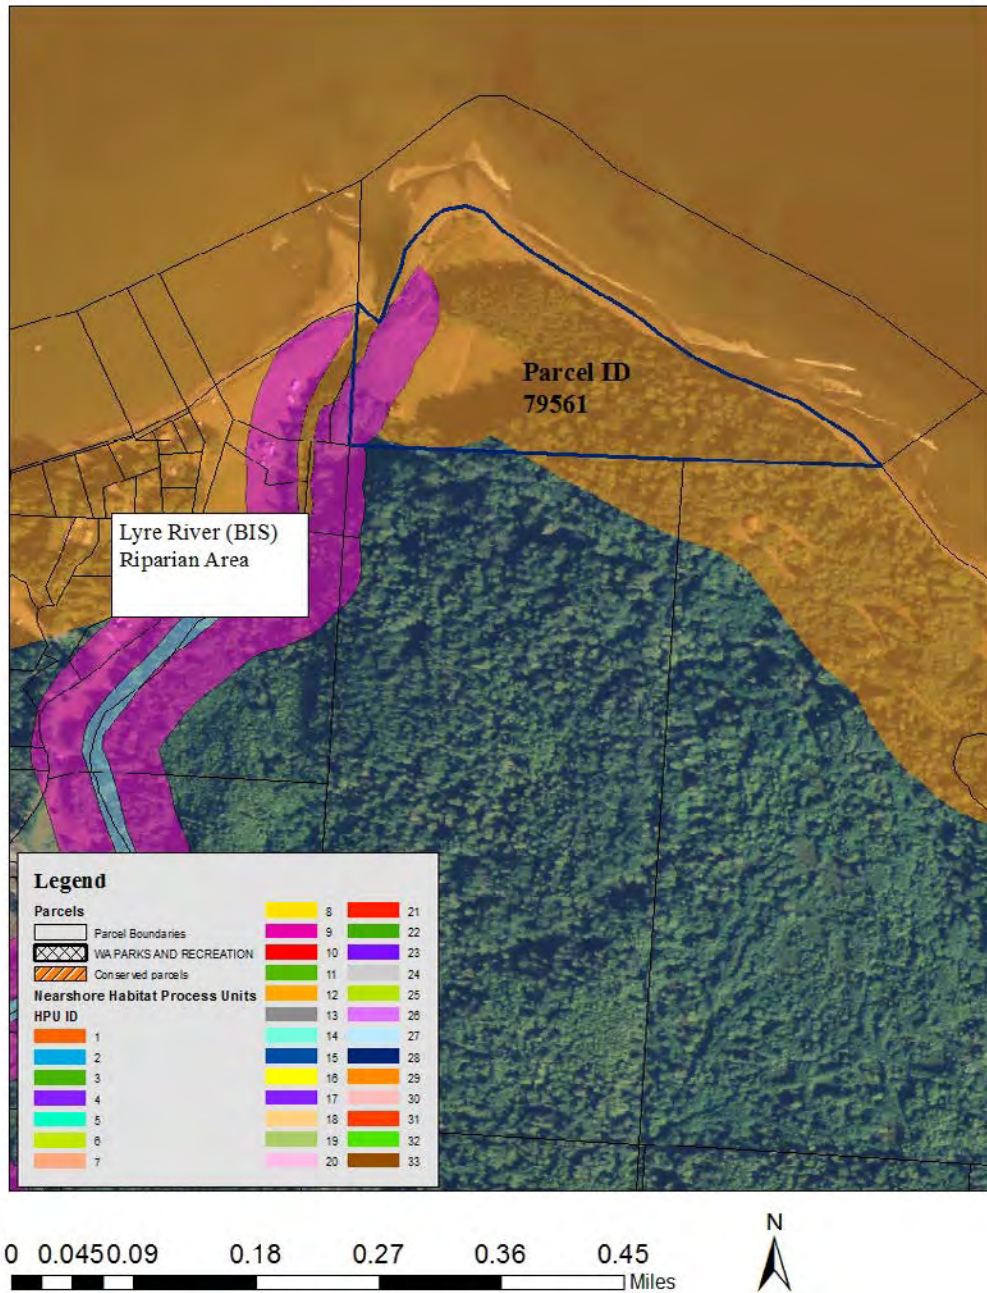 Parcel ID
79561
Lyre River (BIS)
Riparian Area
Legend
Parcels
Parcel Boundaries
WA PARKS AND RECREATION
Conserved parcels
Nearshore Habitat Process Units
HPU ID
1
2
3
4
5
6
7
8
9
10
11
12
13
14
15
16
17
18
19
20
21
22
23
24
25
26
27
28
29
30
31
32
33
0 0.045 0.09 0.18 0.27 0.36 0.45
Miles
N